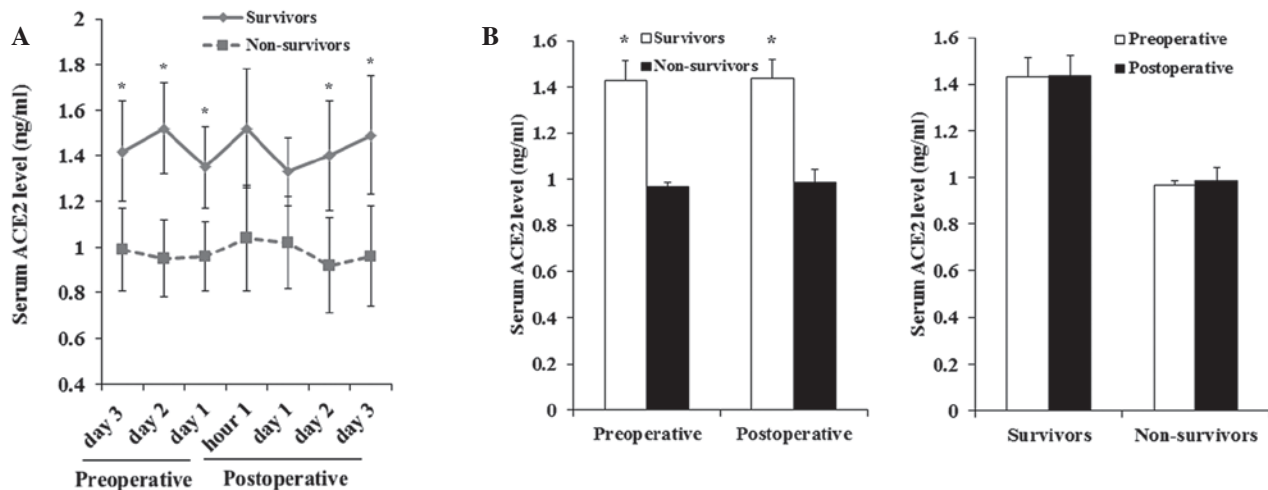 A
Serum ACE2 level (ng/ml)
2
1.8
1.6
1.4
1.2
1
0.8
0.6
0.4
Survivors
Non-survivors
*
*
*
*
*
day 3
day 2
day 1
hour 1
day 1
day 2
day 3
Preoperative
Postoperative
B
Serum ACE2 level (ng/ml)
1.6
1.4
1.2
1
0.8
0.6
0.4
0.2
0
*
*
Survivors
Non-survivors
Preoperative
Postoperative
Serum ACE2 level (ng/ml)
1.6
1.4
1.2
1
0.8
0.6
0.4
0.2
0
Preoperative
Postoperative
Survivors
Non-survivors